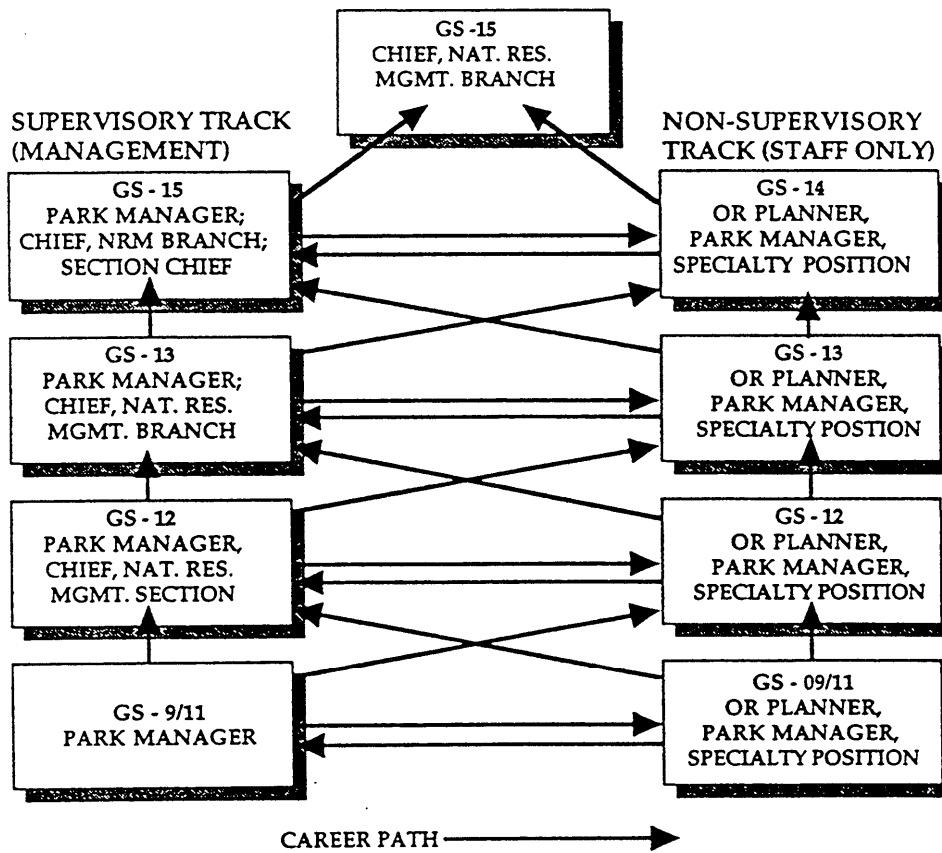 GS -15
CHIEF, NAT. RES.
MGMT. BRANCH
SUPERVISORY TRACK
(MANAGEMENT)
NON-SUPERVISORY
TRACK (STAFF ONLY)
GS - 15
PARK MANAGER;
CHIEF, NRM BRANCH;
SECTION CHIEF
GS - 14
OR PLANNER,
PARK MANAGER,
SPECIALTY POSITION
GS - 13
PARK MANAGER;
CHIEF, NAT. RES.
MGMT. BRANCH
GS - 13
OR PLANNER,
PARK MANAGER,
SPECIALTY POSTION
GS - 12
PARK MANAGER,
CHIEF, NAT. RES.
MGMT. SECTION
GS - 12
OR PLANNER,
PARK MANAGER,
SPECIALTY POSITION
GS - 9/11
PARK MANAGER
GS - 09/11
OR PLANNER,
PARK MANAGER,
SPECIALTY POSITION
CAREER PATH